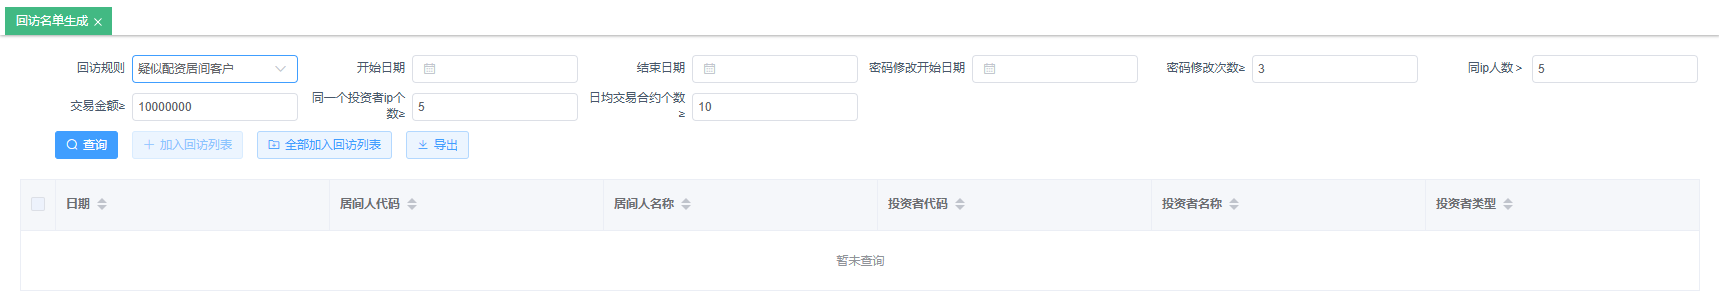 回访名单生成
回访规则 疑似配资居间客户 开始日期 结束日期 密码修改开始日期 密码修改次数≥ 3 同ip人数 > 5
交易金额≥ 10000000 同一个投资者ip个数≥ 5 日均交易合约个数≥ 10
查询 加入回访列表 全部加入回访列表 导出
日期 居间人代码 居间人名称 投资者代码 投资者名称 投资者类型
暂未查询